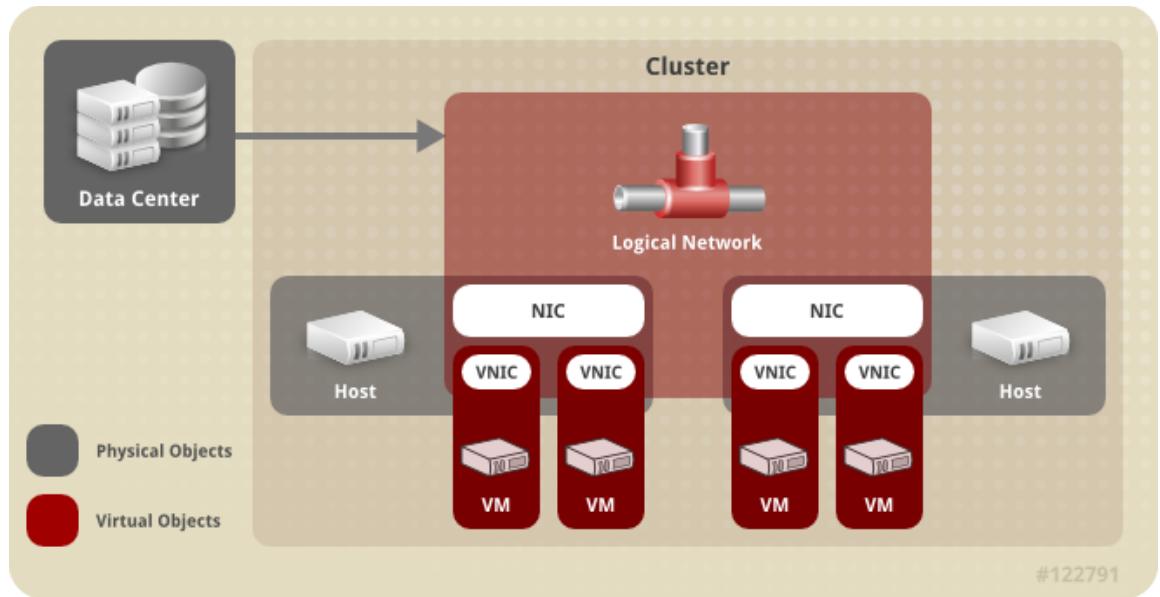 Cluster
Data Center
Logical Network
NIC
NIC
Host
VNIC
VNIC
VNIC
VNIC
Host
VM
VM
VM
VM
Physical Objects
Virtual Objects
#122791